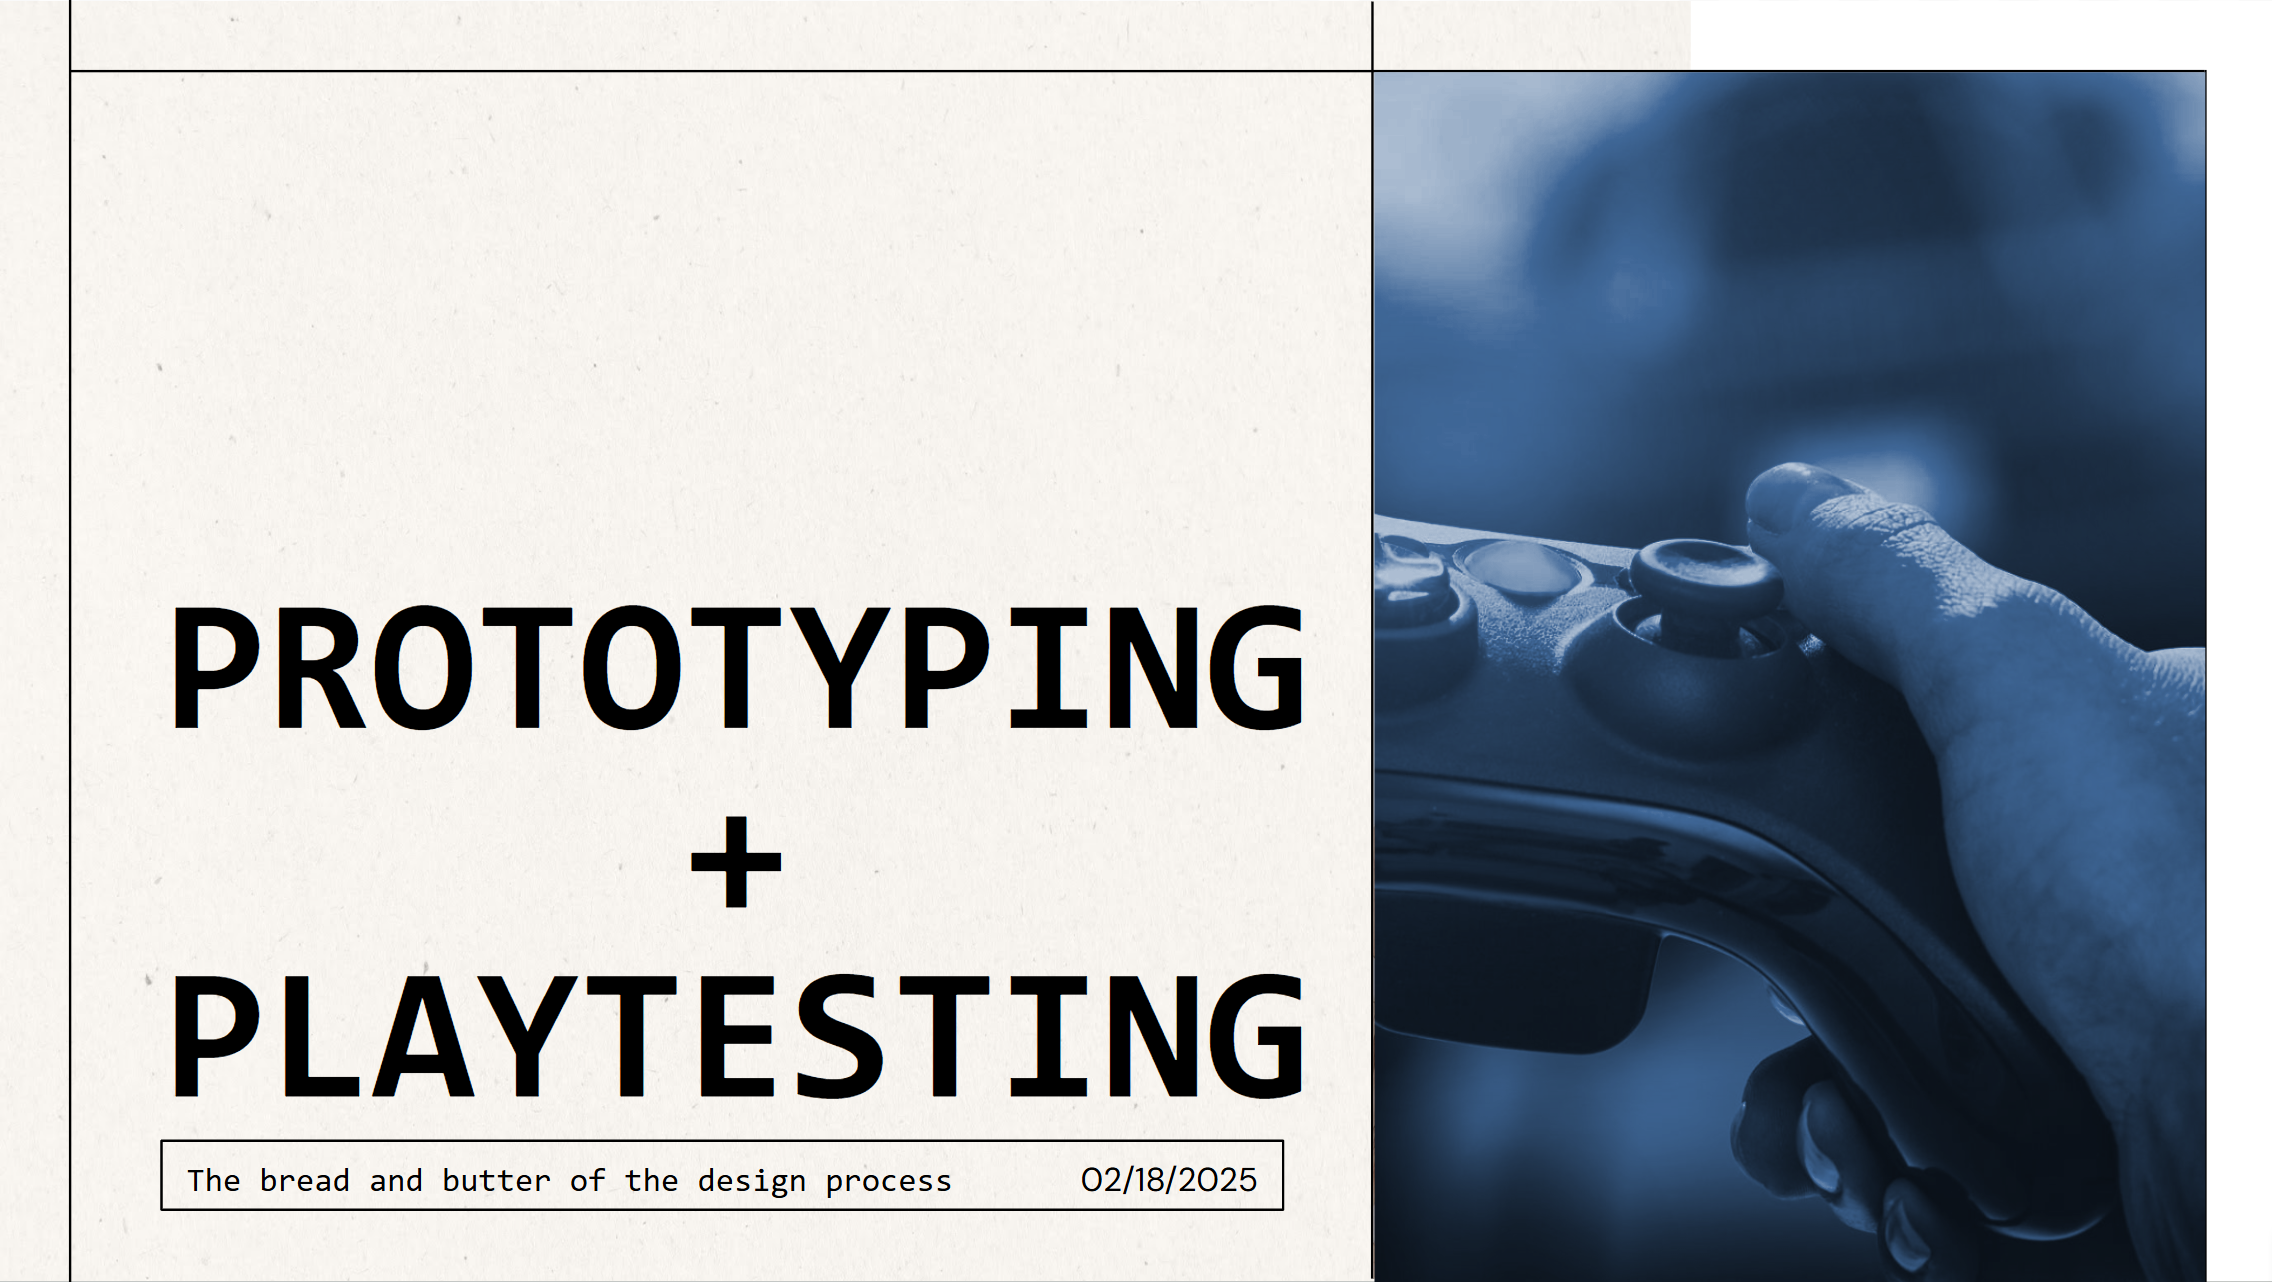 PROTOTYPING
+
PLAYTESTING
The bread and butter of the design process 02/18/2025